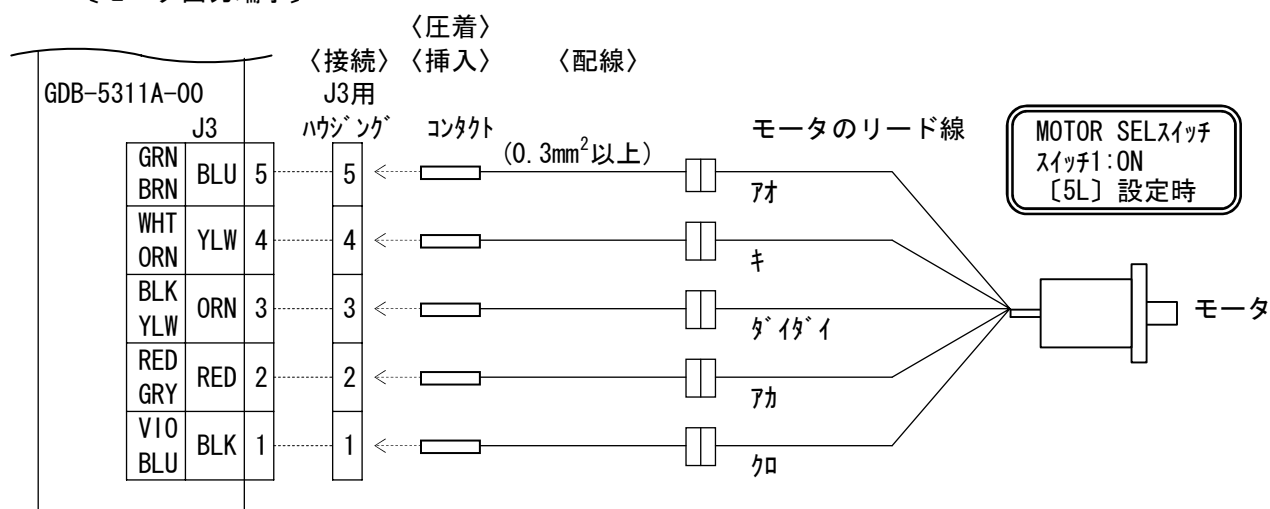 〈圧着〉
〈接続〉〈挿入〉 〈配線〉
GDB-5311A-00 J3用
J3 ﾊｳｼﾞﾝｸﾞ ｺﾝﾀｸﾄ モータのリード線
(0.3mm²以上)
MOTOR SELスイッチ
ｽｲｯﾁ1:ON
〔5L〕設定時
GRN
BRN BLU 5 5 ｱｵ
WHT
ORN YLW 4 4 ｷ
BLK
YLW ORN 3 3 ﾀﾞｲﾀﾞｲ
モータ
RED
GRY RED 2 2 ｱｶ
VIO
BLU BLK 1 1 ｸﾛ